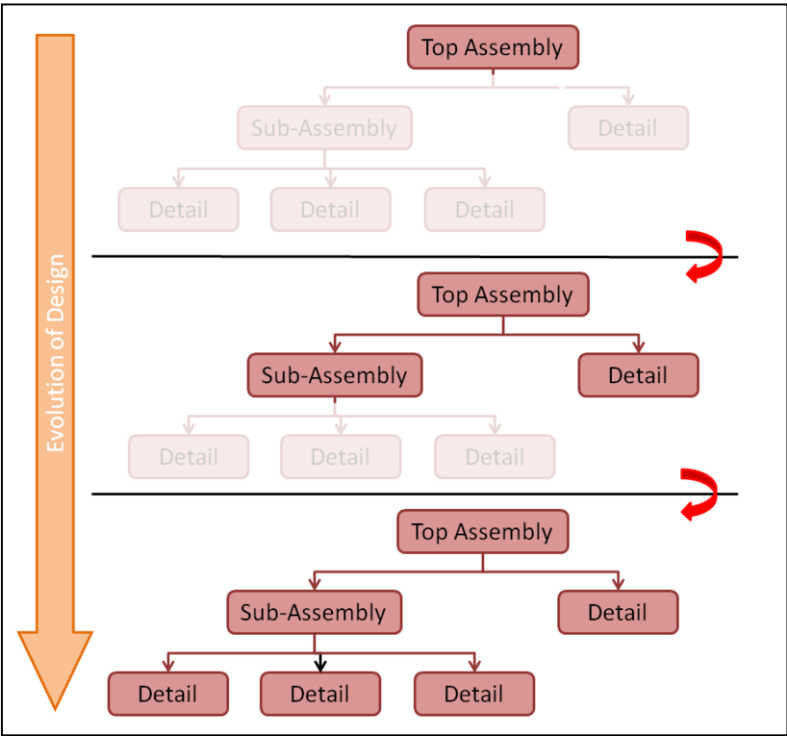 Top Assembly
Sub-Assembly
Detail
Detail
Detail
Detail
Evolution of Design
Top Assembly
Sub-Assembly
Detail
Detail
Detail
Detail
Top Assembly
Sub-Assembly
Detail
Detail
Detail
Detail